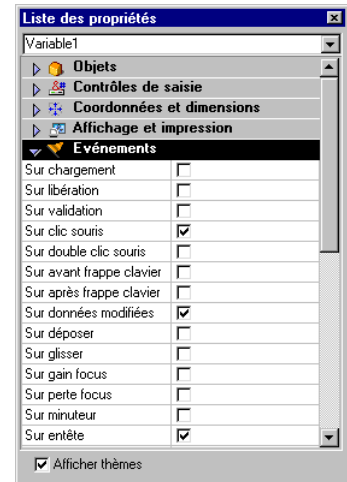 Liste des propriétés
Variable1
Objets
Contrôles de saisie
Coordonnées et dimensions
Affichage et impression
Evénements
Sur chargement
Sur libération
Sur validation
Sur clic souris
Sur double clic souris
Sur avant frappe clavier
Sur après frappe clavier
Sur données modifiées
Sur déposer
Sur glisser
Sur gain focus
Sur perte focus
Sur minuteur
Sur entête
Afficher thèmes